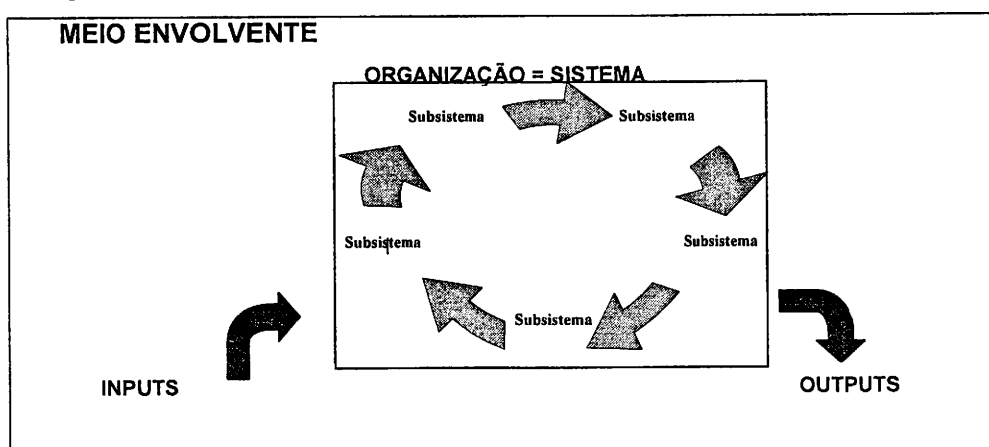 MEIO ENVOLVENTE
ORGANIZAÇÃO = SISTEMA
Subsistema Subsistema
Subsistema Subsistema
Subsistema
INPUTS OUTPUTS